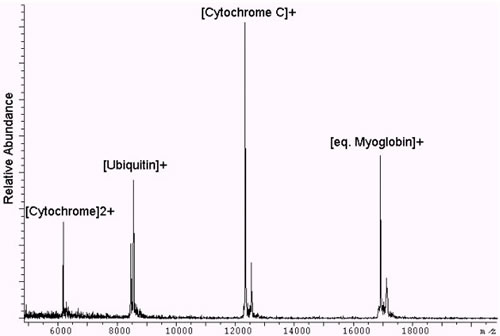 [Cytochrome C]+
[eq. Myoglobin]+
[Ubiquitin]+
[Cytochrome]2+
Relative Abundance
6000 8000 10000 12000 14000 16000 18000 m/z